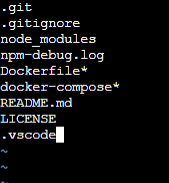 .git
.gitignore
node_modules
npm-debug.log
Dockerfile*
docker-compose*
README.md
LICENSE
.vscode
~
~